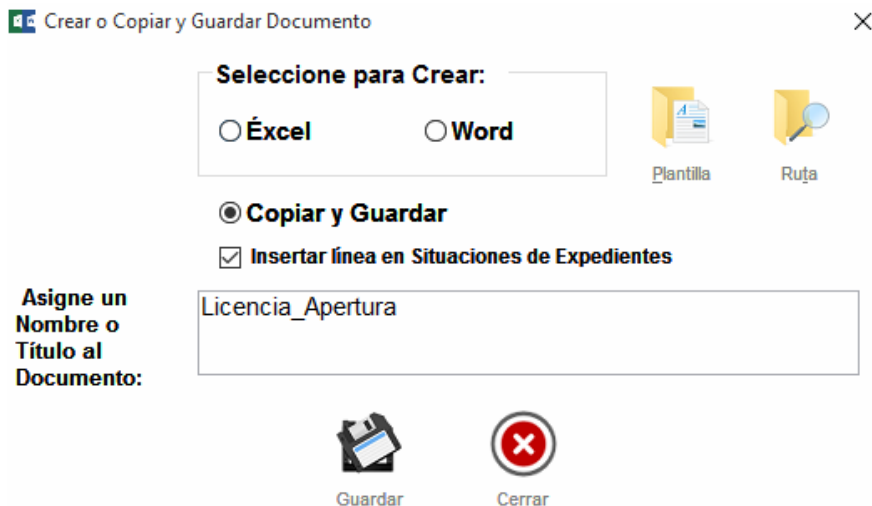 Crear o Copiar y Guardar Documento
Seleccione para Crear:
Éxcel
Word
Plantilla
Ruta
Copiar y Guardar
Insertar línea en Situaciones de Expedientes
Asigne un
Nombre o
Título al
Documento:
Licencia_Apertura
Guardar
Cerrar